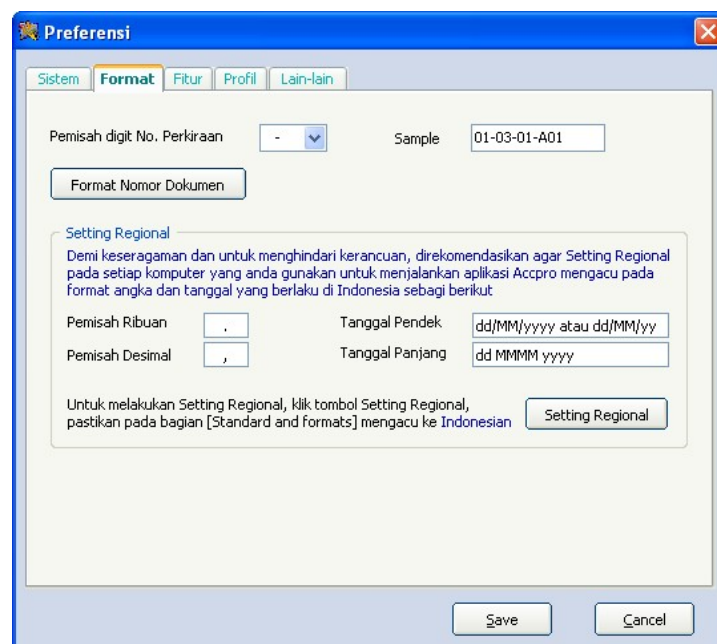 Preferensi
Sistem Format Fitur Profil Lain-lain
Pemisah digit No. Perkiraan - Sample 01-03-01-A01
Format Nomor Dokumen
Setting Regional
Demi keseragaman dan untuk menghindari kerancuan, direkomendasikan agar Setting Regional
pada setiap komputer yang anda gunakan untuk menjalankan aplikasi Accpro mengacu pada
format angka dan tanggal yang berlaku di Indonesia sebagi berikut
Pemisah Ribuan . Tanggal Pendek dd/MM/yyyy atau dd/MM/yy
Pemisah Desimal , Tanggal Panjang dd MMMM yyyy
Untuk melakukan Setting Regional, klik tombol Setting Regional,
pastikan pada bagian [Standard and formats] mengacu ke Indonesian
Setting Regional
Save Cancel